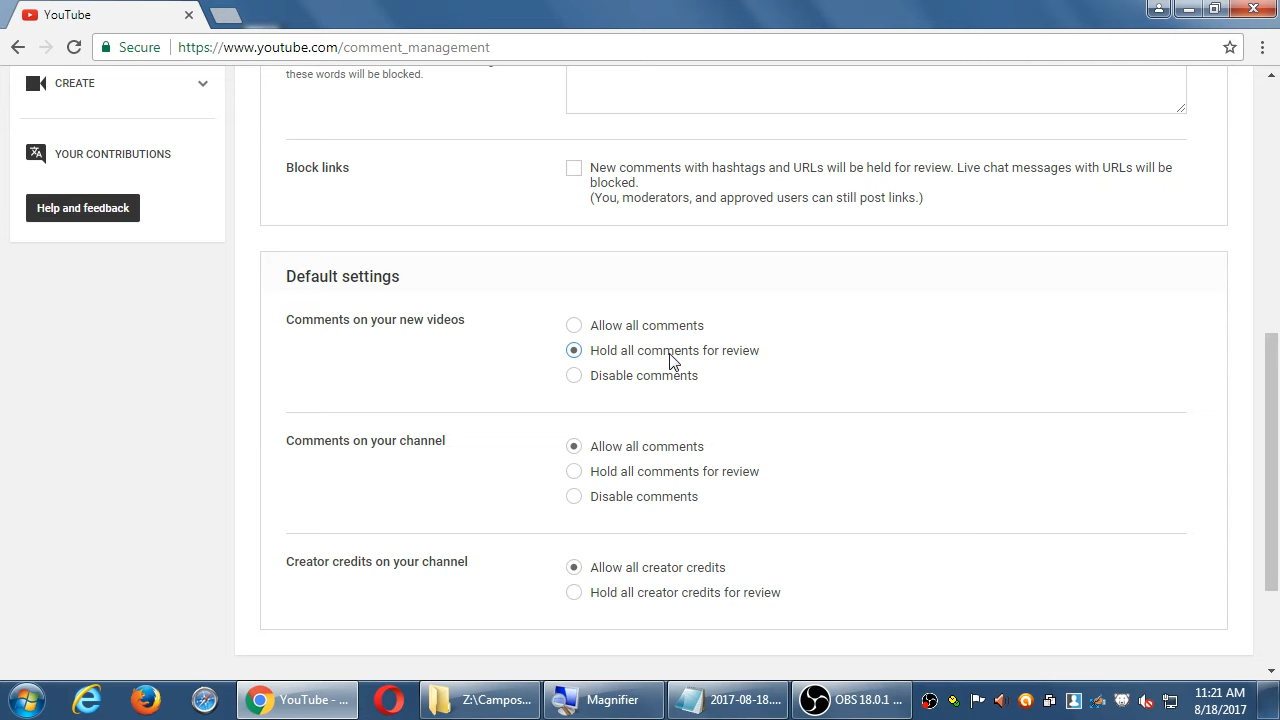 YouTube
Secure https://www.youtube.com/comment_management
CREATE
YOUR CONTRIBUTIONS
Help and feedback
these words will be blocked.
Block links
New comments with hashtags and URLs will be held for review. Live chat messages with URLs will be
blocked.
(You, moderators, and approved users can still post links.)
Default settings
Comments on your new videos
Allow all comments
Hold all comments for review
Disable comments
Comments on your channel
Allow all comments
Hold all comments for review
Disable comments
Creator credits on your channel
Allow all creator credits
Hold all creator credits for review
YouTube - ...
Z:\Campos...
Magnifier
2017-08-18....
OBS 18.0.1 ...
11:21 AM
8/18/2017